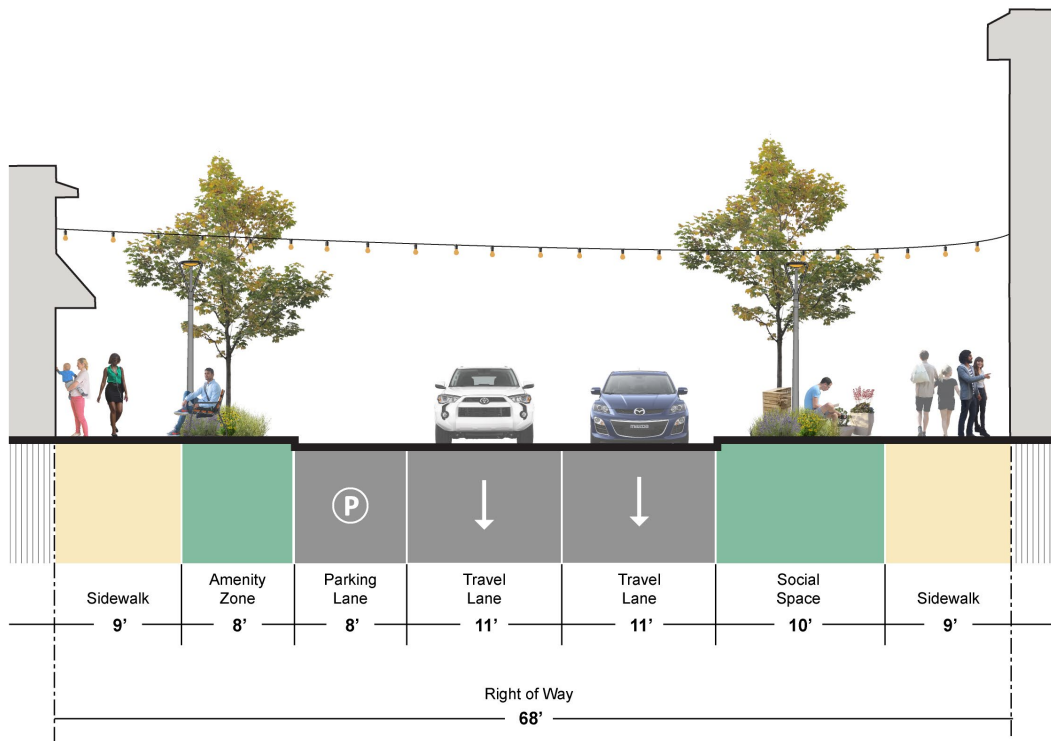 P
Sidewalk
Amenity
Zone
Parking
Lane
Travel
Lane
Travel
Lane
Social
Space
Sidewalk
9’
8’
8’
11’
11’
10’
9’
Right of Way
68’